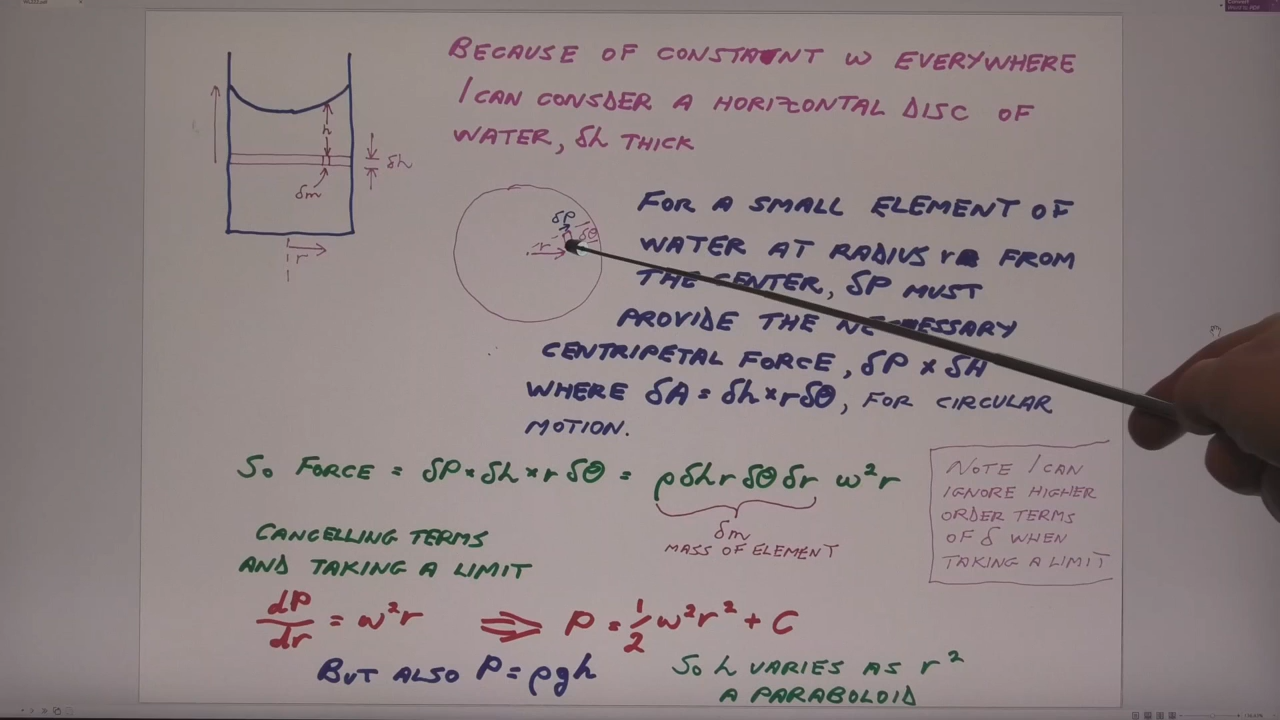 BECAUSE OF CONSTANT ω EVERYWHERE
I CAN CONSDER A HORIZONTAL DISC OF
WATER, δh THICK
h
δh
δm
r
δP
δθ
r
FOR A SMALL ELEMENT OF
WATER AT RADIUS r FROM
THE CENTER, δP MUST
PROVIDE THE NECESSARY
CENTRIPETAL FORCE, δP × δA
WHERE δA = δh × rδθ, FOR CIRCULAR
MOTION.
SO FORCE = δP × δh × r δθ = ρ δh r δθ δr ω²r
δm
MASS OF ELEMENT
NOTE I CAN
IGNORE HIGHER
ORDER TERMS
OF δ WHEN
TAKING A LIMIT
CANCELLING TERMS
AND TAKING A LIMIT
dP/dr = ω²r ⇒ P = 1/2 ω²r² + C
BUT ALSO P = ρgh
SO h VARIES AS r²
A PARABOLOID